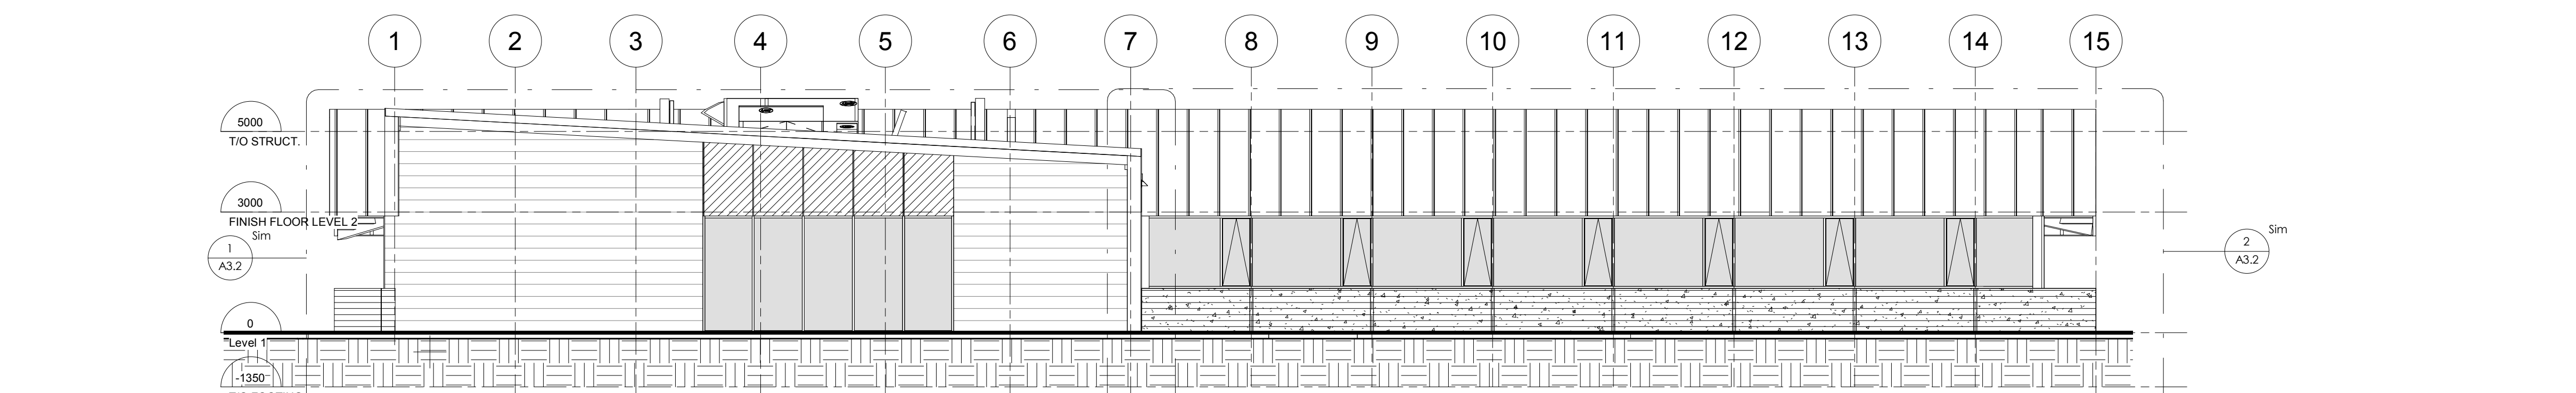 1 2 3 4 5 6 7 8 9 10 11 12 13 14 15
5000
T/O STRUCT.
3000
FINISH FLOOR LEVEL 2
Sim
1
A3.2
Sim
2
A3.2
0
Level 1
-1350